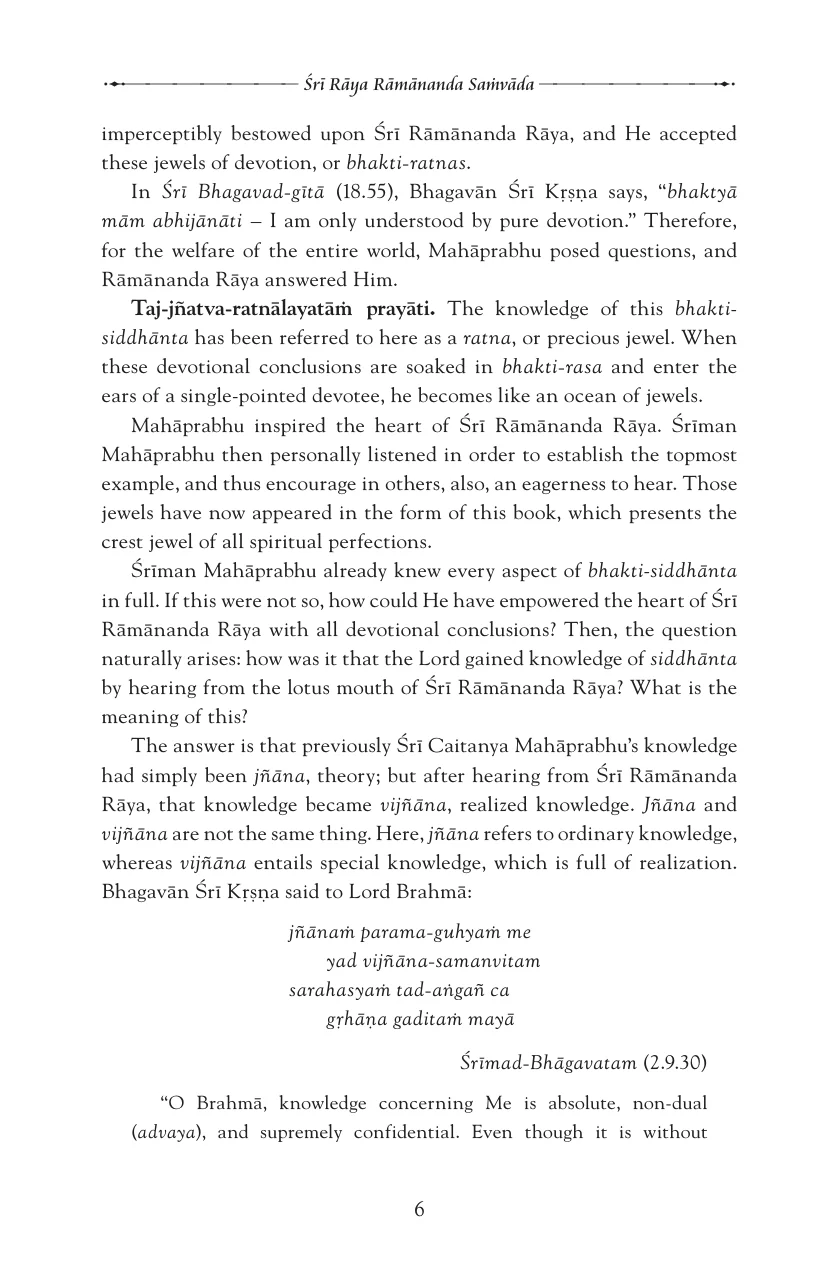 Śrī Rāya Rāmānanda Saṁvāda
imperceptibly bestowed upon Śrī Rāmānanda Rāya, and He accepted
these jewels of devotion, or bhakti-ratnas.
In Śrī Bhagavad-gītā (18.55), Bhagavān Śrī Kṛṣṇa says, “bhaktyā
mām abhijānāti – I am only understood by pure devotion.” Therefore,
for the welfare of the entire world, Mahāprabhu posed questions, and
Rāmānanda Rāya answered Him.
Taj-jñatva-ratnālayatāṁ prayāti. The knowledge of this bhakti-
siddhānta has been referred to here as a ratna, or precious jewel. When
these devotional conclusions are soaked in bhakti-rasa and enter the
ears of a single-pointed devotee, he becomes like an ocean of jewels.
Mahāprabhu inspired the heart of Śrī Rāmānanda Rāya. Śrīman
Mahāprabhu then personally listened in order to establish the topmost
example, and thus encourage in others, also, an eagerness to hear. Those
jewels have now appeared in the form of this book, which presents the
crest jewel of all spiritual perfections.
Śrīman Mahāprabhu already knew every aspect of bhakti-siddhānta
in full. If this were not so, how could He have empowered the heart of Śrī
Rāmānanda Rāya with all devotional conclusions? Then, the question
naturally arises: how was it that the Lord gained knowledge of siddhānta
by hearing from the lotus mouth of Śrī Rāmānanda Rāya? What is the
meaning of this?
The answer is that previously Śrī Caitanya Mahāprabhu’s knowledge
had simply been jñāna, theory; but after hearing from Śrī Rāmānanda
Rāya, that knowledge became vijñāna, realized knowledge. Jñāna and
vijñāna are not the same thing. Here, jñāna refers to ordinary knowledge,
whereas vijñāna entails special knowledge, which is full of realization.
Bhagavān Śrī Kṛṣṇa said to Lord Brahmā:
jñānaṁ parama-guhyaṁ me
yad vijñāna-samanvitam
sarahasyaṁ tad-aṅgañ ca
gṛhāṇa gaditaṁ mayā
Śrīmad-Bhāgavatam (2.9.30)
“O Brahmā, knowledge concerning Me is absolute, non-dual
(advaya), and supremely confidential. Even though it is without
6